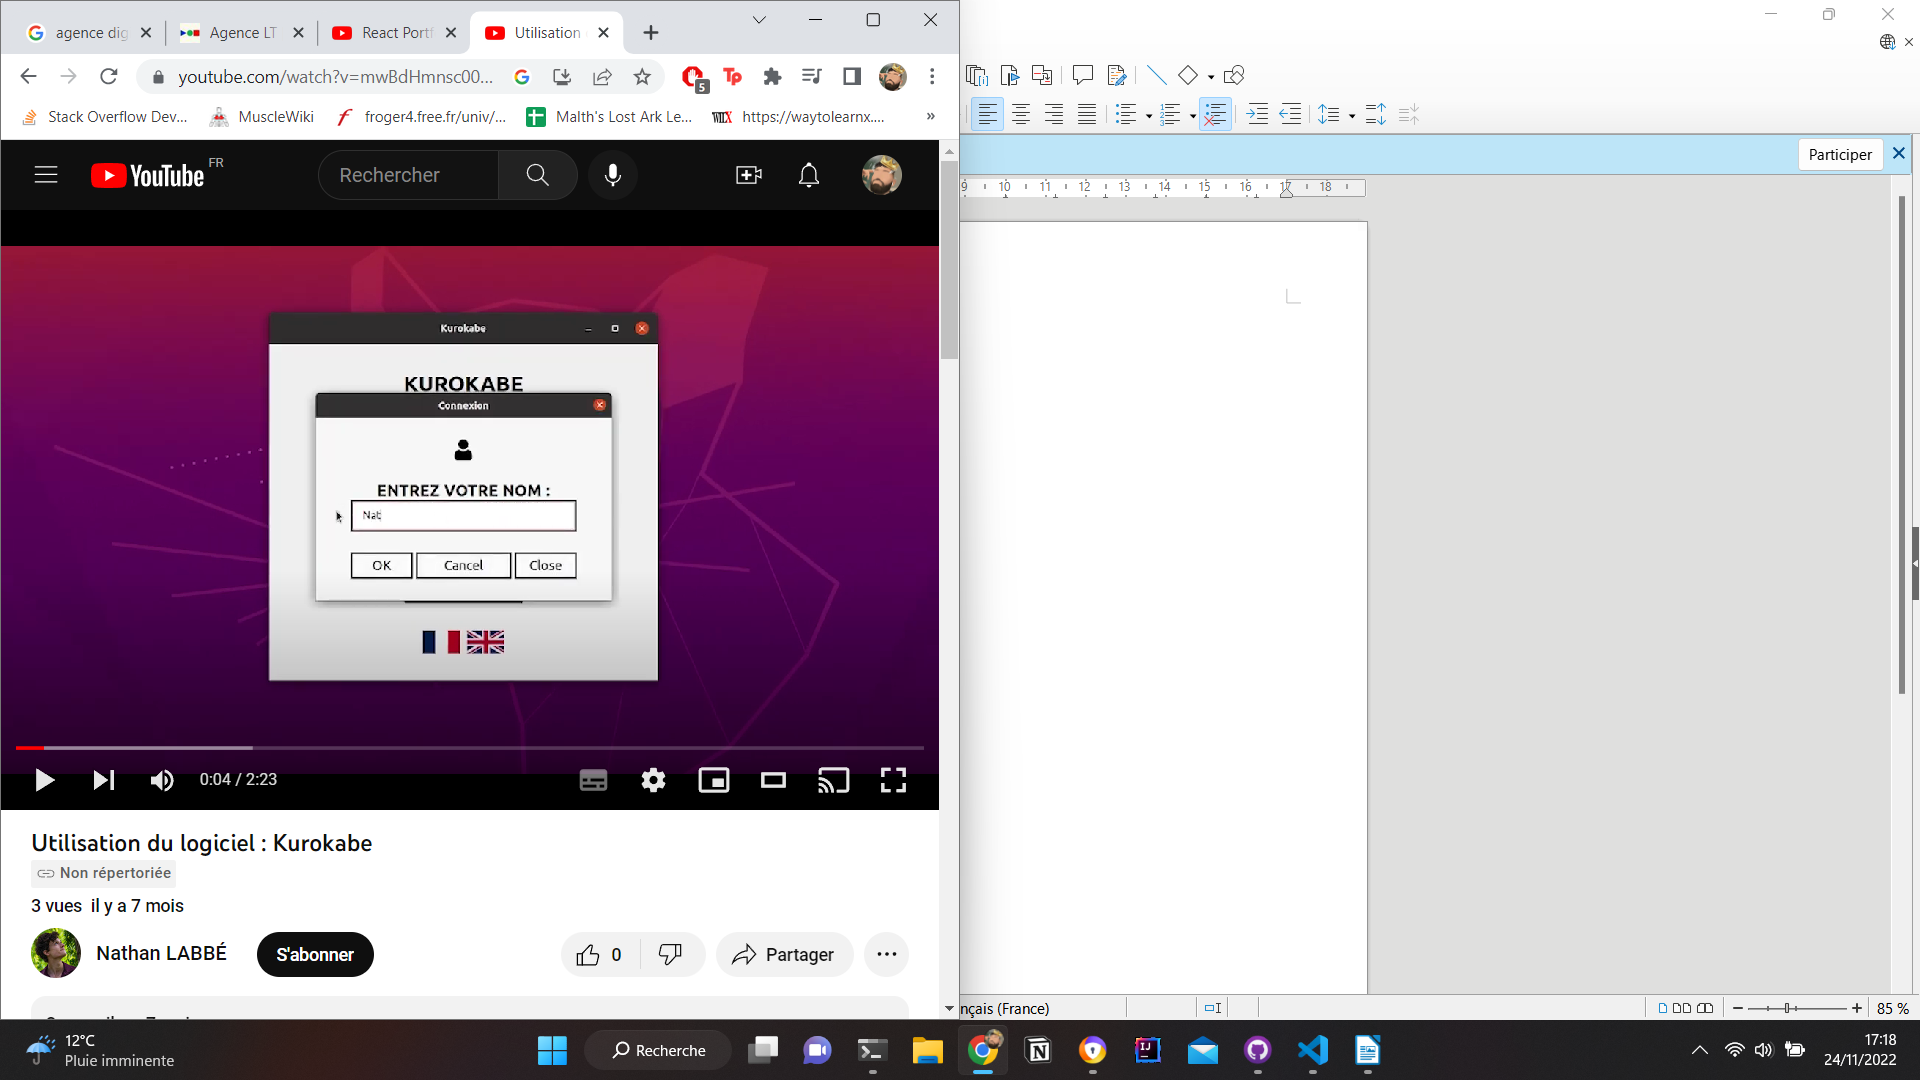 agence dig
Agence LT
React Portf
Utilisation
youtube.com/watch?v=mwBdHmnsc00...
5
Stack Overflow Dev...
MuscleWiki
froger4.free.fr/univ/...
Malth's Lost Ark Le...
https://waytolearnx....
»
YouTube FR
Rechercher
Kurokabe
KUROKABE
Connexion
ENTREZ VOTRE NOM :
Nat
OK
Cancel
Close
0:04 / 2:23
Utilisation du logiciel : Kurokabe
Non répertoriée
3 vues il y a 7 mois
Nathan LABBÉ
S'abonner
0
Partager
Participer
9 10 11 12 13 14 15 16 17 18
nçais (France)
85 %
12°C
Pluie imminente
Recherche
17:18
24/11/2022